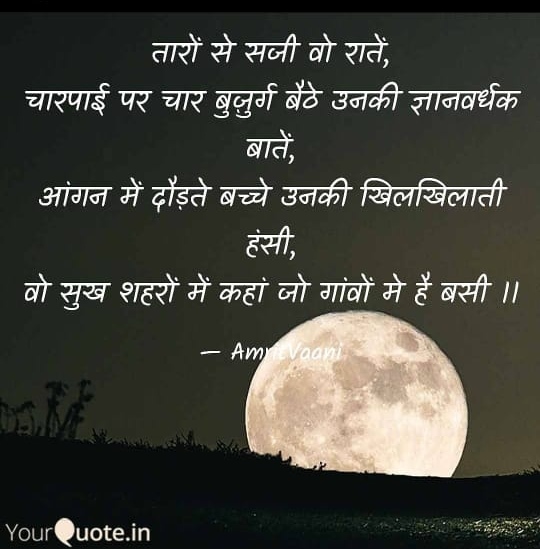 तारों से सजी वो रातें,
चारपाई पर चार बुज़ुर्ग बैठे उनकी ज्ञानवर्धक
बातें,
आंगन में दौड़ते बच्चे उनकी खिलखिलाती
हंसी,
वो सुख शहरों में कहां जो गांवों मे है बसी ।।
— AmritVaani
YourQuote.in